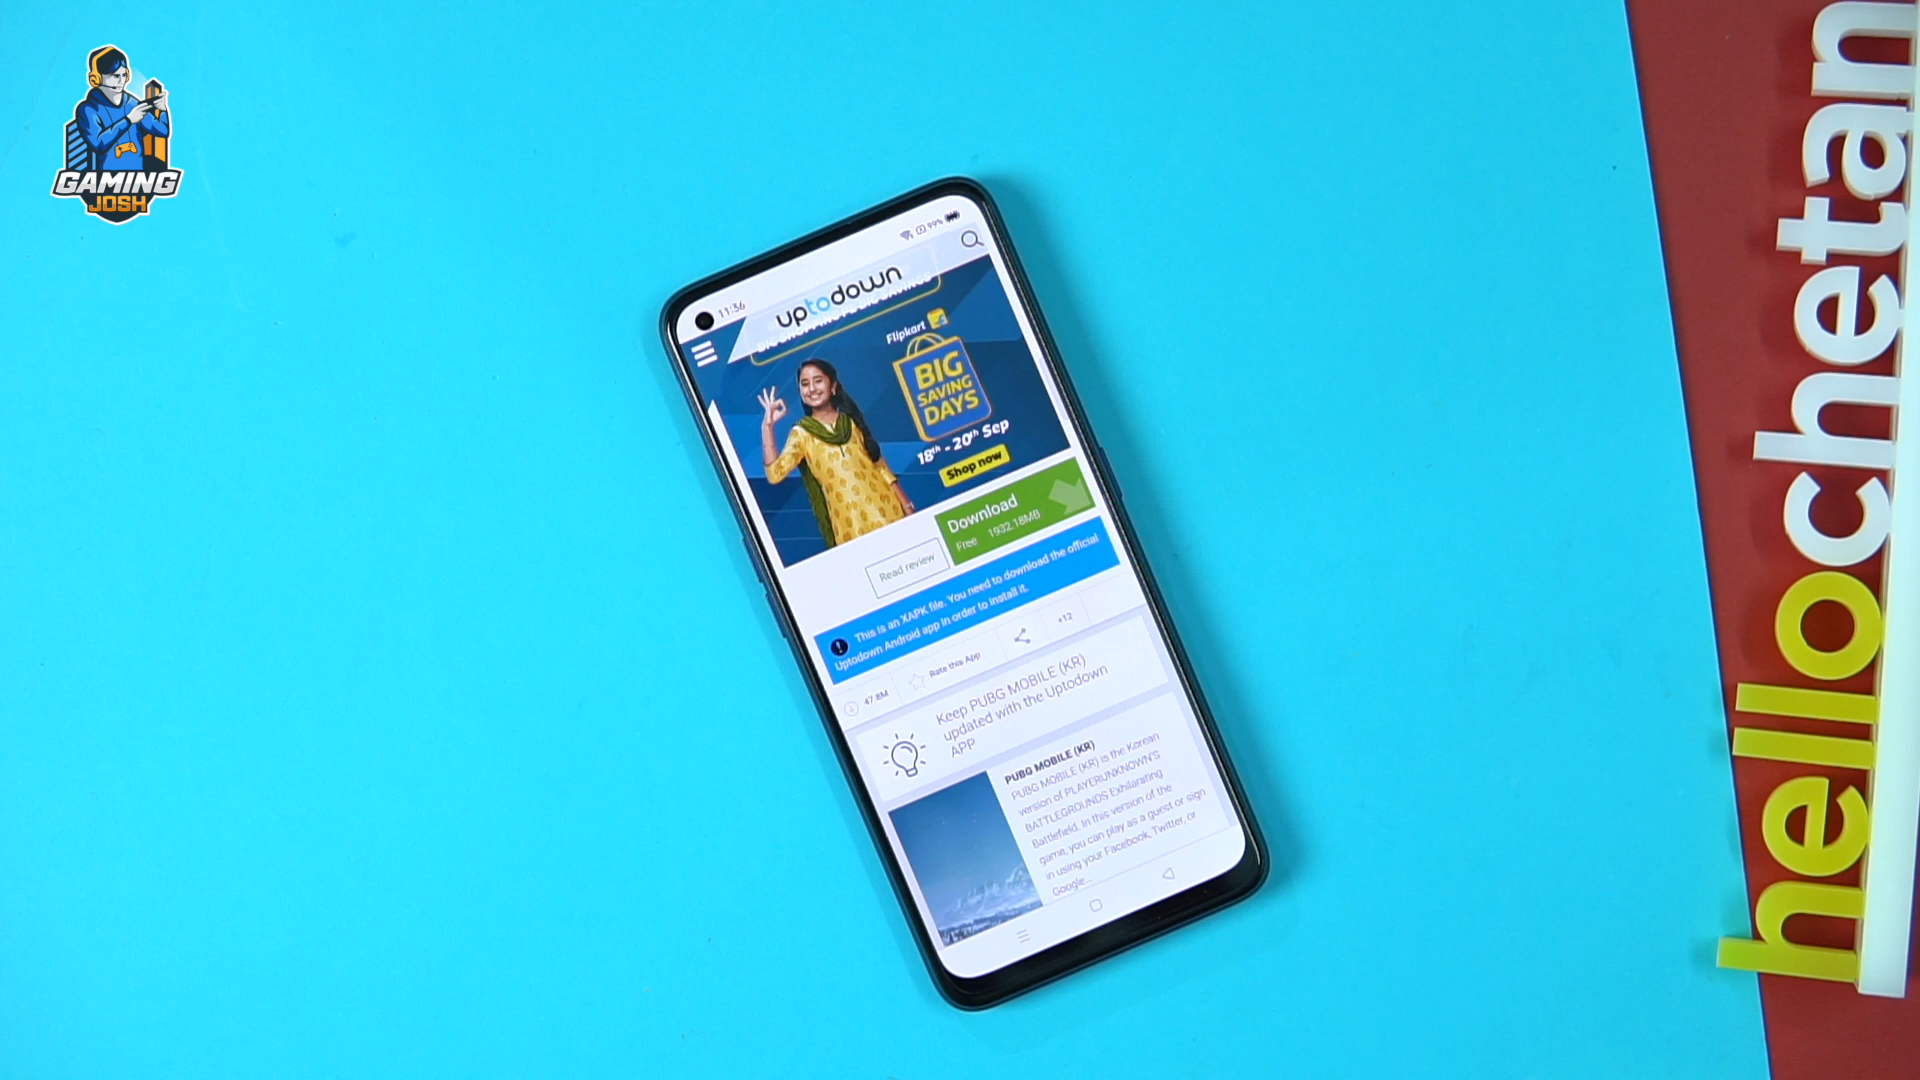 GAMING
JOSH
11:36
99%
uptodown
Flipkart
BIG
SAVING
DAYS
18th - 20th Sep
Shop now
Download
Free 1932.18MB
Read review
This is an XAPK file. You need to download the official
Uptodown Android app in order to install it.
47.8M
Rate this App
+12
Keep PUBG MOBILE (KR)
updated with the Uptodown
APP
PUBG MOBILE (KR)
PUBG MOBILE (KR) is the Korean
version of PLAYERUNKNOWN'S
BATTLEGROUNDS Exhilarating
Battlefield. In this version of the
game, you can play as a guest or sign
in using your Facebook, Twitter, or
Google...
hellochetan